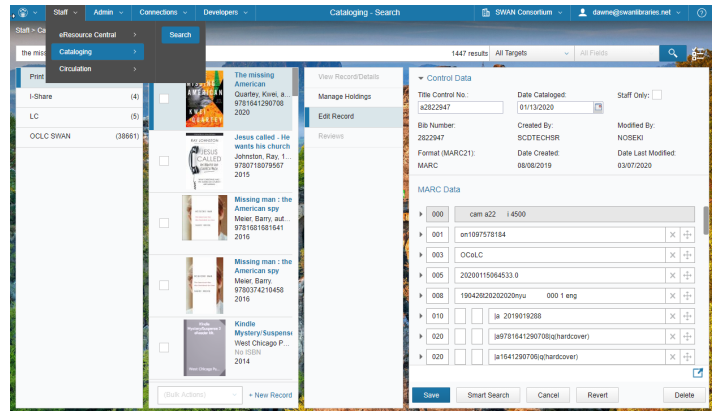 Staff
Admin
Connections
Developers
Cataloging - Search
SWAN Consortium
dawne@swanlibraries.net
Staff > Ca
eResource Central
Search
Cataloging
Circulation
the miss
1447 results
All Targets
All Fields
Print
I-Share (4)
LC (5)
OCLC SWAN (38661)
The missing
American
Quartey, Kwei, a...
9781641290708
2020
Jesus called - He
wants his church
Johnston, Ray, 1...
9780718079567
2015
Missing man : the
American spy
Meier, Barry, aut...
9781681681641
2016
Missing man : the
American spy
Meier, Barry.
9780374210458
2016
Kindle
Mystery/Suspense
West Chicago P...
No ISBN
2014
(Bulk Actions)
+ New Record
View Record/Details
Manage Holdings
Edit Record
Reviews
Control Data
Title Control No.:
Date Cataloged:
Staff Only:
a2822947
01/13/2020
Bib Number:
Created By:
Modified By:
2822947
SCDTECHSR
NOSEKI
Format (MARC21):
Date Created:
Date Last Modified:
MARC
08/08/2019
03/07/2020
MARC Data
000 cam a22 i 4500
001 on1097578184
003 OCoLC
005 20200115064533.0
008 190426t20202020nyu 000 1 eng
010 |a 2019019288
020 |a9781641290708|q(hardcover)
020 |a1641290706|q(hardcover)
Save
Smart Search
Cancel
Revert
Delete